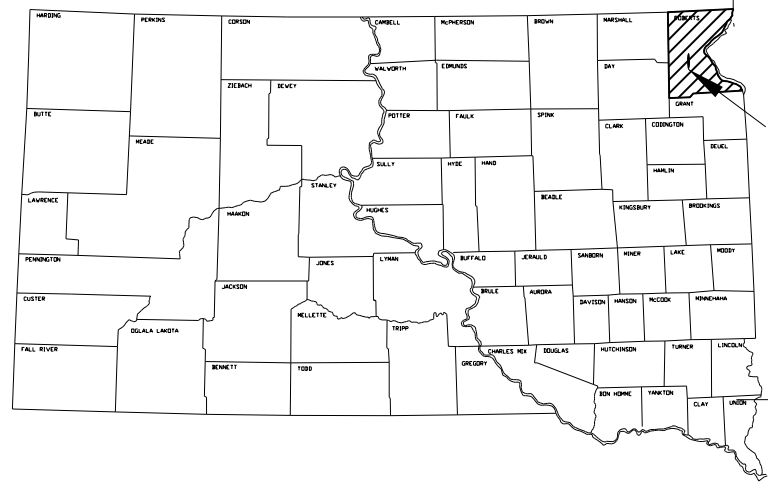 HARDING
PERKINS
CORSON
CAMBELL
McPHERSON
BROWN
MARSHALL
ROBERTS
WALWORTH
EDMUNDS
DAY
ZIEBACH
DEWEY
GRANT
BUTTE
POTTER
FAULK
SPINK
CLARK
CODINGTON
MEADE
DEUEL
SULLY
HYDE
HAND
HAMLIN
STANLEY
BEADLE
LAWRENCE
HAAKON
HUGHES
KINGSBURY
BROOKINGS
PENNINGTON
JONES
LYMAN
BUFFALO
JERAULD
SANBORN
MINER
LAKE
MOODY
JACKSON
BRULE
AURORA
CUSTER
DAVISON
HANSON
McCOOK
MINNEHAHA
MELLETTE
OGLALA LAKOTA
TRIPP
FALL RIVER
CHARLES MIX
DOUGLAS
HUTCHINSON
TURNER
LINCOLN
BENNETT
TODD
GREGORY
BON HOMME
YANKTON
CLAY
UNION